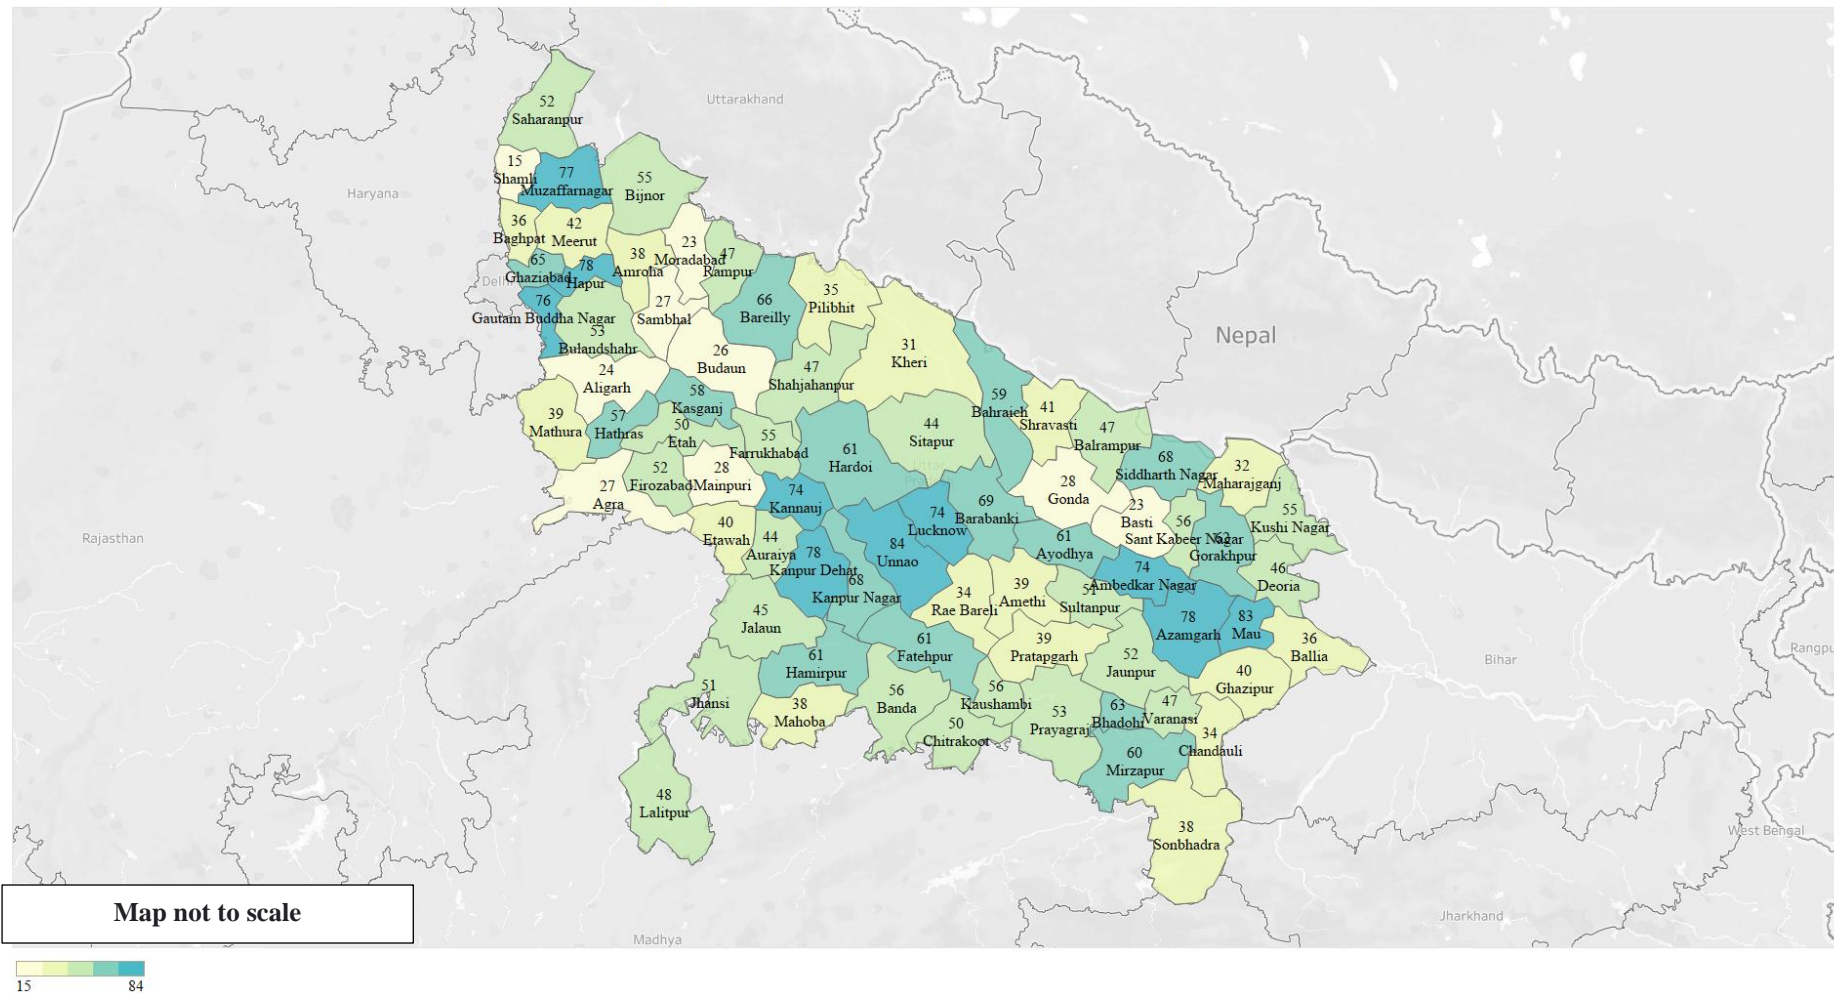 Uttarakhand
Haryana
Delhi
Nepal
Rajasthan
Bihar
Rangpu
West Bengal
Jharkhand
Madhya
Uttar
52
Saharanpur
15
Shamli
77
Muzaffarnagar
55
Bijnor
36
Baghpat
42
Meerut
23
Moradabad
47
Rampur
38
Amroha
65
Ghaziabad
78
Hapur
76
Gautam Buddha Nagar
53
Bulandshahr
27
Sambhal
66
Bareilly
35
Pilibhit
26
Budaun
47
Shahjahanpur
31
Kheri
24
Aligarh
58
Kasganj
39
Mathura
57
Hathras
50
Etah
55
Farrukhabad
61
Hardoi
44
Sitapur
59
Bahraich
41
Shravasti
47
Balrampur
68
Siddharth Nagar
32
Maharajganj
27
Agra
52
Firozabad
28
Mainpuri
74
Kannauj
74
Lucknow
69
Barabanki
28
Gonda
23
Basti
56
Sant Kabeer Nagar
62
Gorakhpur
55
Kushi Nagar
40
Etawah
44
Auraiya
78
Kanpur Dehat
68
Kanpur Nagar
84
Unnao
61
Ayodhya
74
Ambedkar Nagar
46
Deoria
34
Rae Bareli
39
Amethi
51
Sultanpur
78
Azamgarh
83
Mau
36
Ballia
45
Jalaun
61
Hamirpur
61
Fatehpur
39
Pratapgarh
52
Jaunpur
40
Ghazipur
51
Jhansi
38
Mahoba
56
Banda
50
Chitrakoot
56
Kaushambi
53
Prayagraj
63
Bhadohi
47
Varanasi
34
Chandauli
60
Mirzapur
48
Lalitpur
38
Sonbhadra
Map not to scale
15 84